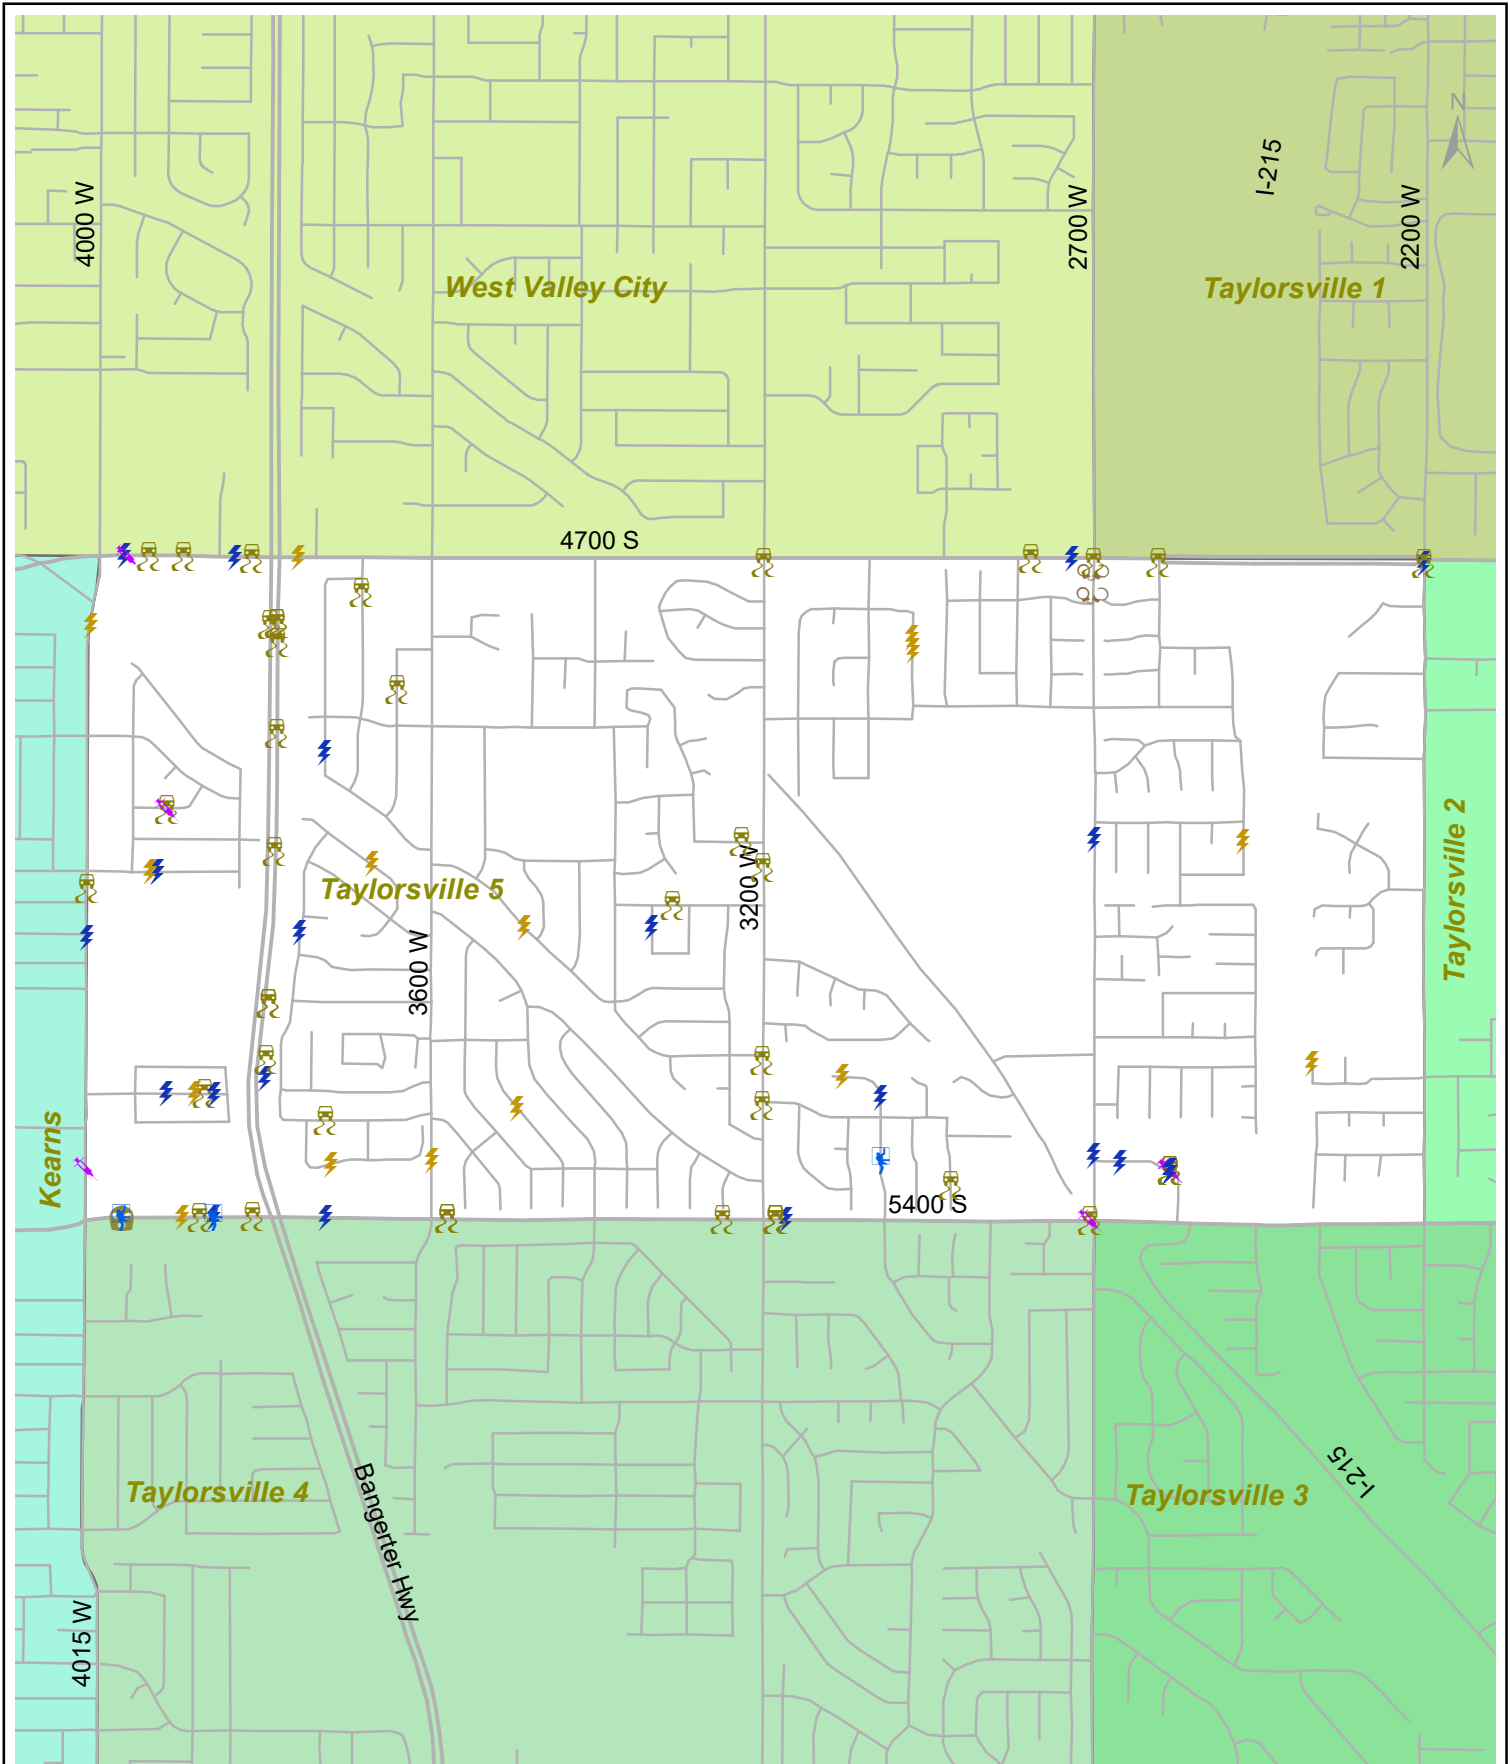 N
I-215
4000 W
2700 W
2200 W
West Valley City
Taylorsville 1
4700 S
Taylorsville 2
3200 W
Taylorsville 5
3600 W
Kearns
5400 S
I-215
Taylorsville 4
Taylorsville 3
Bangerter Hwy
4015 W